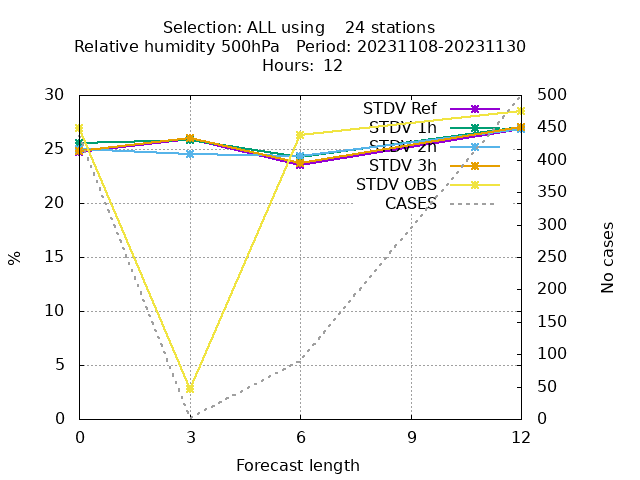 Selection: ALL using 24 stations
Relative humidity 500hPa Period: 20231108-20231130
Hours: 12
30
25
20
15
10
5
0
%
STDV Ref
STDV 1h
STDV 2h
STDV 3h
STDV OBS
CASES
500
450
400
350
300
250
200
150
100
50
0
No cases
0 3 6 9 12
Forecast length